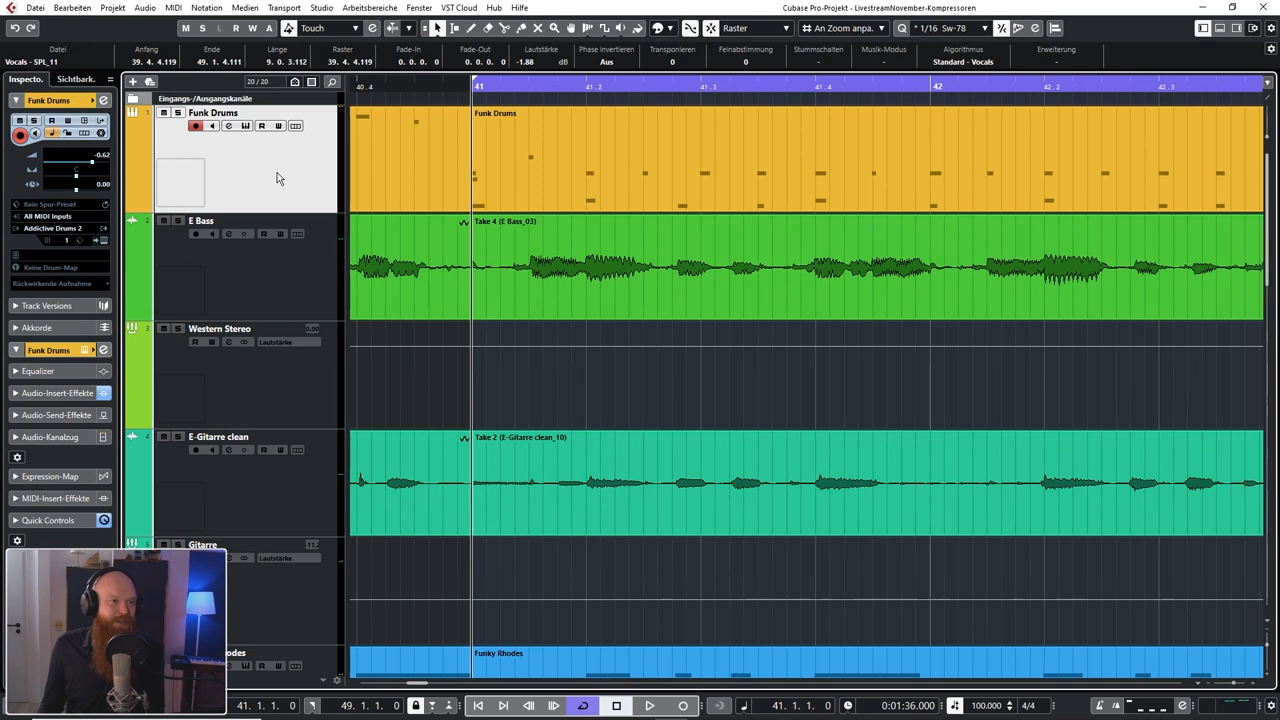 Datei Bearbeiten Projekt Audio MIDI Notation Medien Transport Studio Arbeitsbereiche Fenster VST Cloud Hub Hilfe
Cubase Pro-Projekt - LivestreamNovember-Kompressoren
M S L R W A Touch
Raster An Zoom anpa. 1/16 Sw-78
Datei Anfang Ende Länge Raster Fade-In Fade-Out Lautstärke Phase invertieren Transponieren Feinabstimmung Stummschalten Musik-Modus Algorithmus Erweiterung
Vocals - SPL_11 39. 4. 4.119 49. 1. 4.111 9. 0. 3.112 39. 4. 4.119 0. 0. 0. 0 0. 0. 0. 0 -1.88 dB Aus 0 0 - - Standard - Vocals -
Inspecto. Sichtbark.
20 / 20
40. 4 41 41. 2 41. 3 41. 4 42 42. 2 42. 3
Eingangs-/Ausgangskanäle
Funk Drums
M S R W
-0.62
C
0.00
Kein Spur-Preset
All MIDI Inputs
Addictive Drums 2
1
Keine Drum-Map
Rückwirkende Aufnahme
Track Versions
Akkorde
Funk Drums
Equalizer
Audio-Insert-Effekte
Audio-Send-Effekte
Audio-Kanalzug
Expression-Map
MIDI-Insert-Effekte
Quick Controls
1 M S Funk Drums
R W
Funk Drums
2 M S E Bass
R W
Take 4 (E Bass_03)
3 M S Western Stereo 0.00
R W Lautstärke
4 M S E-Gitarre clean
R W
Take 2 (E-Gitarre clean_10)
Gitarre
Lautstärke
odes
R W
Funky Rhodes
41. 1. 1. 0 49. 1. 1. 0 41. 1. 1. 0 0:01:36.000 100.000 4/4